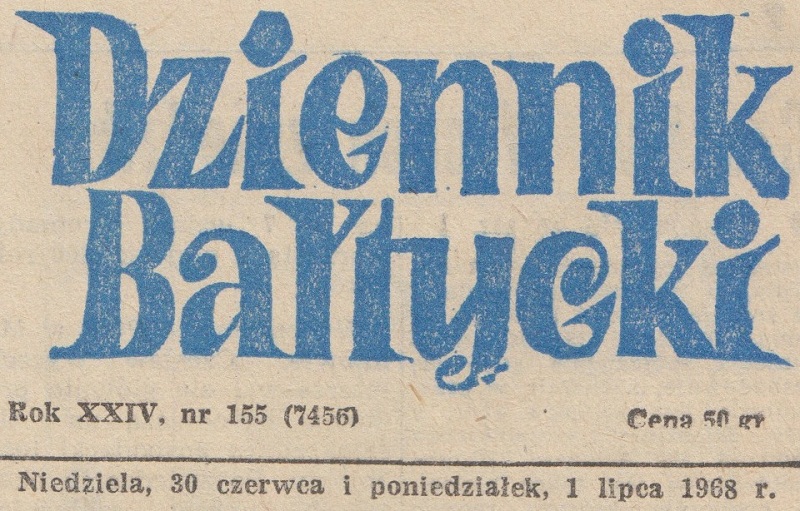 Dziennik
Bałtycki
Rok XXIV, nr 155 (7456) Cena 50 gr
Niedziela, 30 czerwca i poniedziałek, 1 lipca 1968 r.